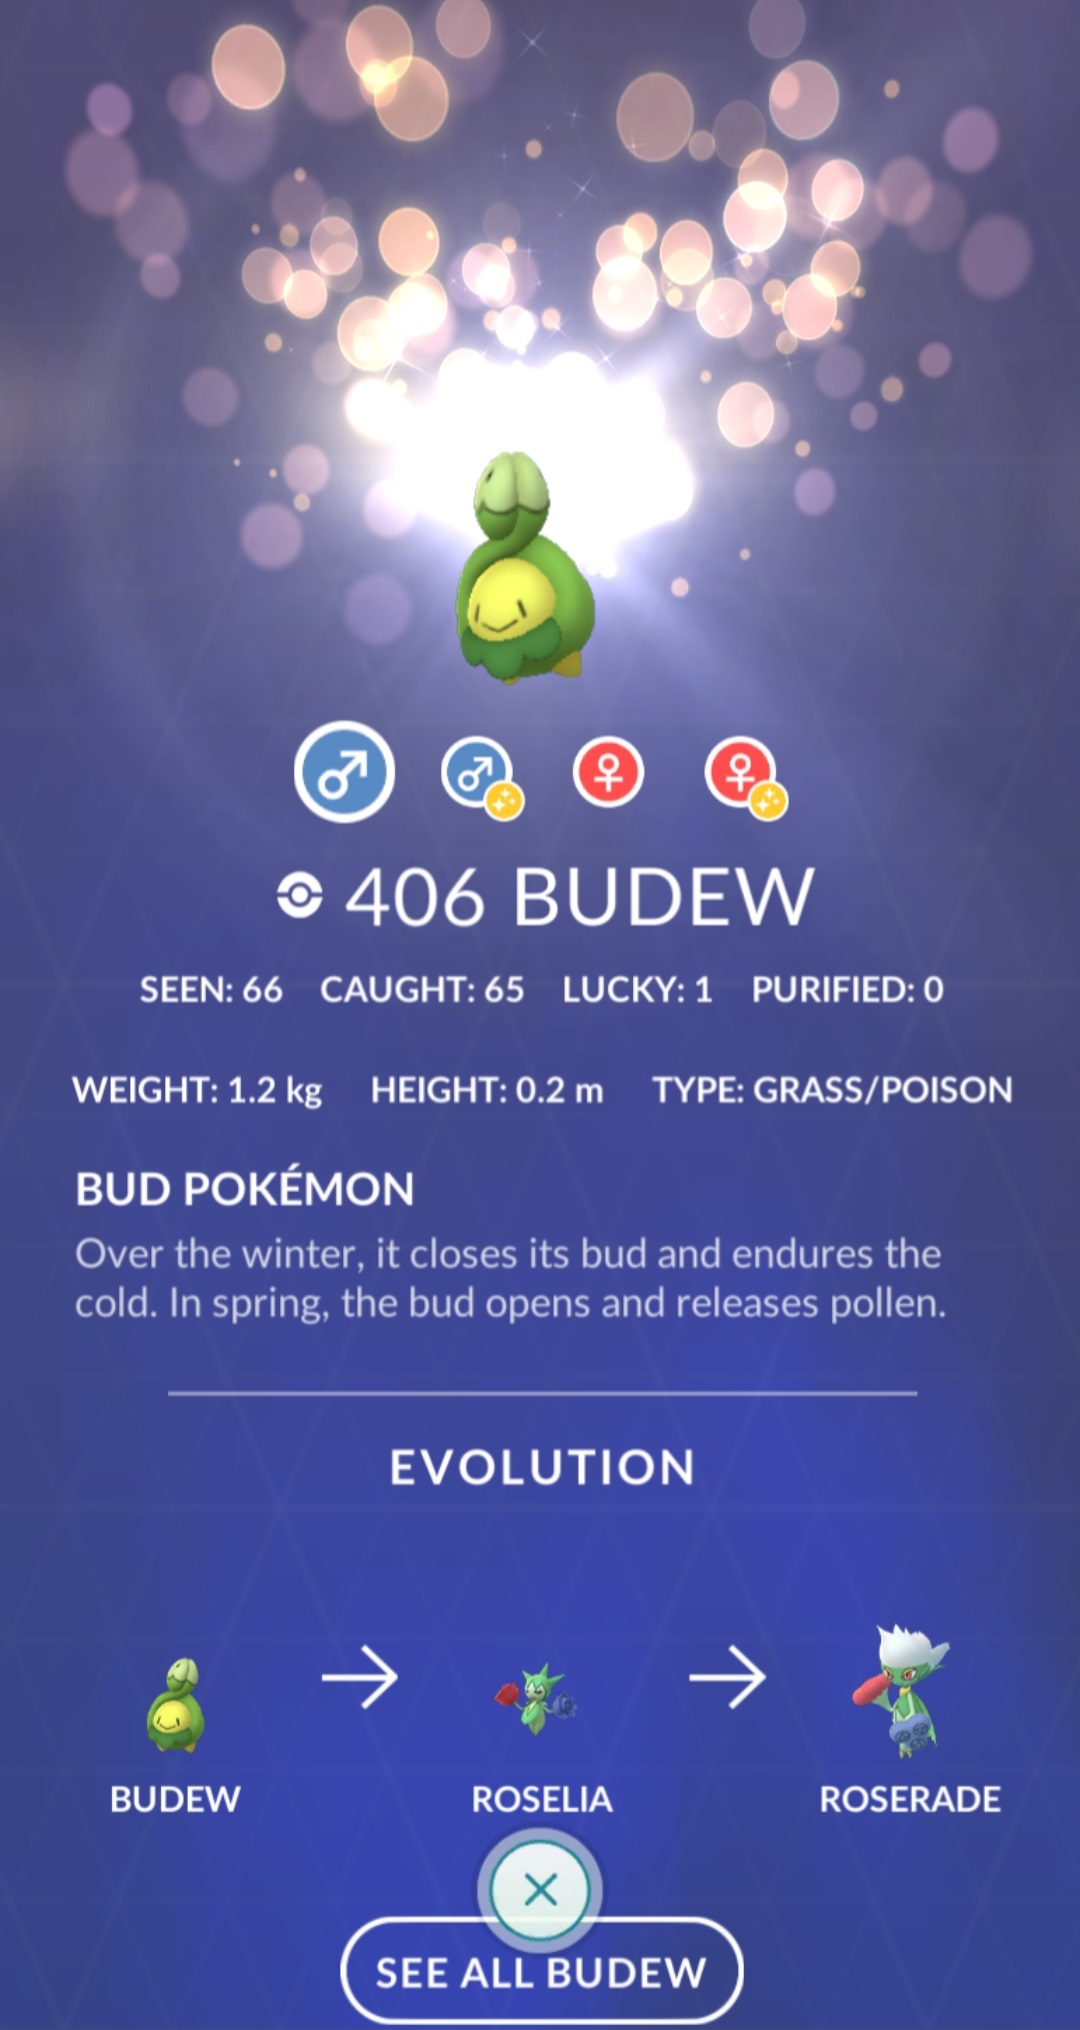 406 BUDEW
SEEN: 66 CAUGHT: 65 LUCKY: 1 PURIFIED: 0
WEIGHT: 1.2 kg HEIGHT: 0.2 m TYPE: GRASS/POISON
BUD POKÉMON
Over the winter, it closes its bud and endures the
cold. In spring, the bud opens and releases pollen.
EVOLUTION
BUDEW ROSELIA ROSERADE
SEE ALL BUDEW